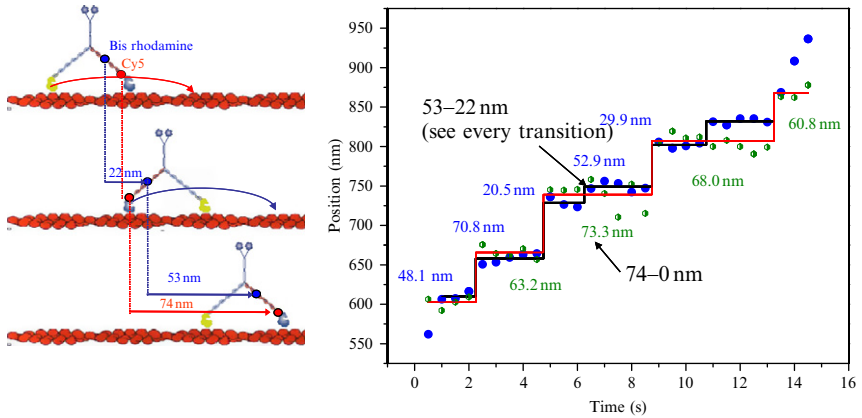 Bis rhodamine
Cy5
22 nm
53 nm
74 nm
Position (nm)
950
900
850
800
750
700
650
600
550
0
2
4
6
8
10
12
14
16
Time (s)
53–22 nm
(see every transition)
74–0 nm
48.1 nm
70.8 nm
20.5 nm
52.9 nm
29.9 nm
63.2 nm
73.3 nm
68.0 nm
60.8 nm